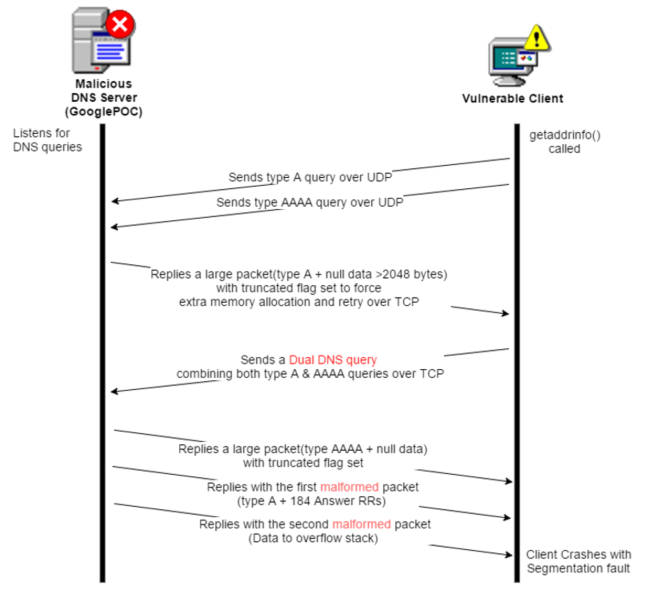 Malicious
DNS Server
(GooglePOC)
Vulnerable Client
Listens for
DNS queries
getaddrinfo()
called
Sends type A query over UDP
Sends type AAAA query over UDP
Replies a large packet(type A + null data >2048 bytes)
with truncated flag set to force
extra memory allocation and retry over TCP
Sends a Dual DNS query
combining both type A & AAAA queries over TCP
Replies a large packet(type AAAA + null data)
with truncated flag set
Replies with the first malformed packet
(type A + 184 Answer RRs)
Replies with the second malformed packet
(Data to overflow stack)
Client Crashes with
Segmentation fault